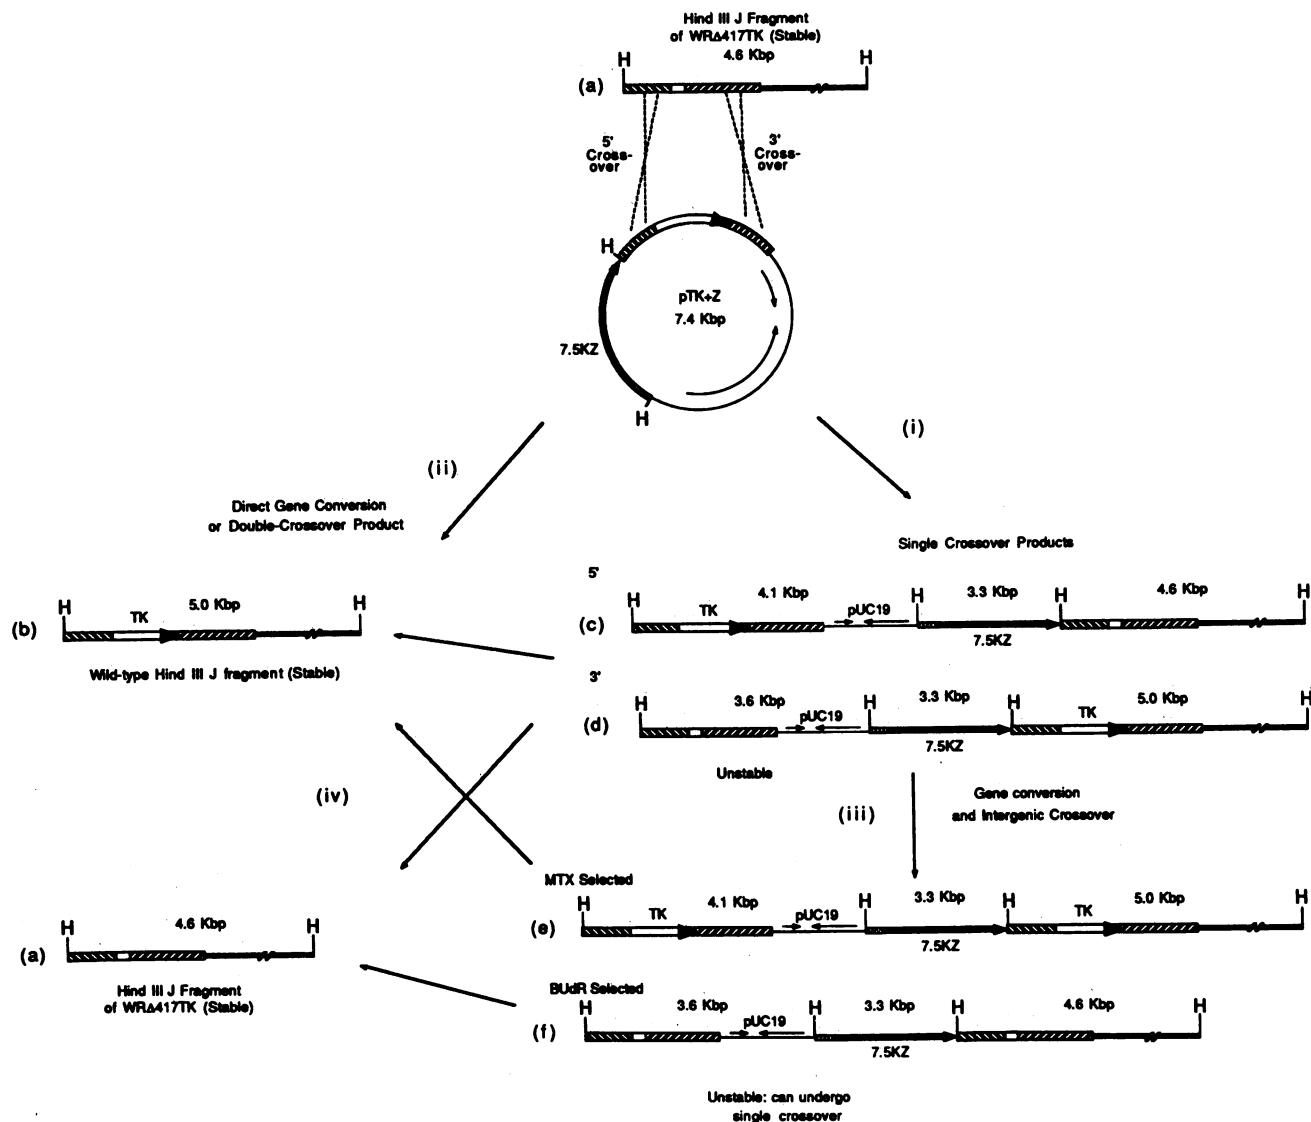 Hind III J Fragment
of WRΔ417TK (Stable)
4.6 Kbp
H
H
(a)
5'
Cross-
over
3'
Cross-
over
H
pTK+Z
7.4 Kbp
7.5KZ
H
(i)
(ii)
Direct Gene Conversion
or Double-Crossover Product
Single Crossover Products
5'
H
4.1 Kbp
H
3.3 Kbp
H
4.6 Kbp
H
TK
pUC19
(c)
7.5KZ
H
5.0 Kbp
H
TK
(b)
Wild-type Hind III J fragment (Stable)
3'
H
3.6 Kbp
H
3.3 Kbp
H
5.0 Kbp
H
pUC19
TK
(d)
7.5KZ
Unstable
(iv)
(iii)
Gene conversion
and Intergenic Crossover
MTX Selected
H
4.1 Kbp
H
3.3 Kbp
H
5.0 Kbp
H
TK
pUC19
TK
(e)
7.5KZ
H
4.6 Kbp
H
(a)
Hind III J Fragment
of WRΔ417TK (Stable)
BUdR Selected
H
3.6 Kbp
H
3.3 Kbp
H
4.6 Kbp
H
pUC19
(f)
7.5KZ
Unstable: can undergo
single crossover